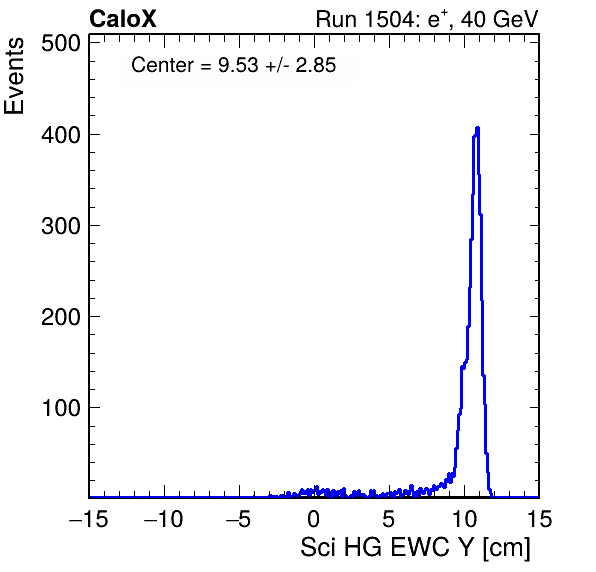 CaloX Run 1504: e⁺, 40 GeV
Center = 9.53 +/- 2.85
Events
500
400
300
200
100
−15 −10 −5 0 5 10 15
Sci HG EWC Y [cm]